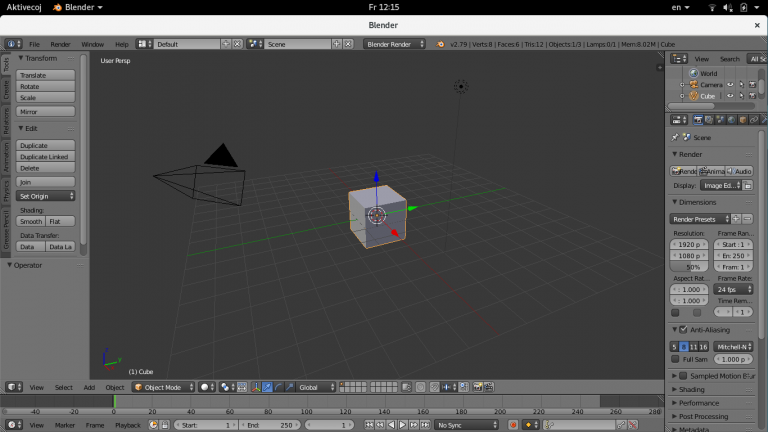 Aktivecoj Blender Fr 12:15 en
Blender
File Render Window Help Default Scene Blender Render v2.79 | Verts:8 | Faces:6 | Tris:12 | Objects:1/3 | Lamps:0/1 | Mem:8.02M | Cube
User Persp
Tools
Create
Relations
Animation
Physics
Grease Pencil
Transform
Translate
Rotate
Scale
Mirror
Edit
Duplicate
Duplicate Linked
Delete
Join
Set Origin
Shading:
Smooth Flat
Data Transfer:
Data Data La
Operator
(1) Cube
View Search All Sc
World
Camera
Cube
Scene
Render
Rende Anima Audio
Display: Image Ed...
Dimensions
Render Presets
Resolution: Frame Ran...
1920 p Start : 1
1080 p En: 250
50% Fram: 1
Aspect Rat... Frame Rate:
: 1.000 24 fps
: 1.000 Time Rem...
: 1
Anti-Aliasing
5 8 11 16 Mitchell-N
Full Sam 1.000 p
Sampled Motion Blur
Shading
Performance
Post Processing
Metadata
View Select Add Object Object Mode Global
-40 -20 0 20 40 60 80 100 120 140 160 180 200 220 240 260 280
View Marker Frame Playback Start: 1 End: 250 1 No Sync